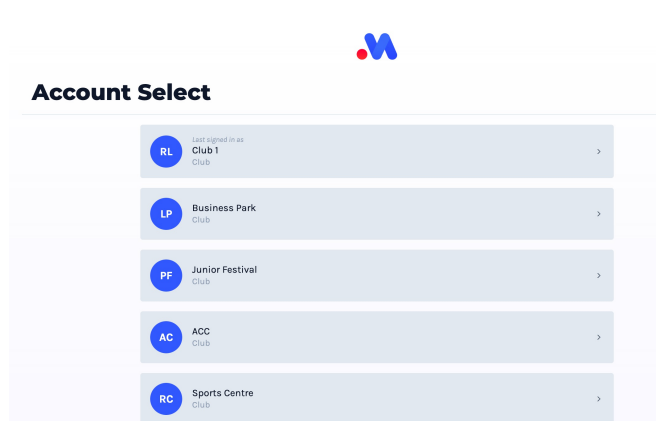 Account Select
RL
Last signed in as
Club 1
Club
LP
Business Park
Club
PF
Junior Festival
Club
AC
ACC
Club
RC
Sports Centre
Club